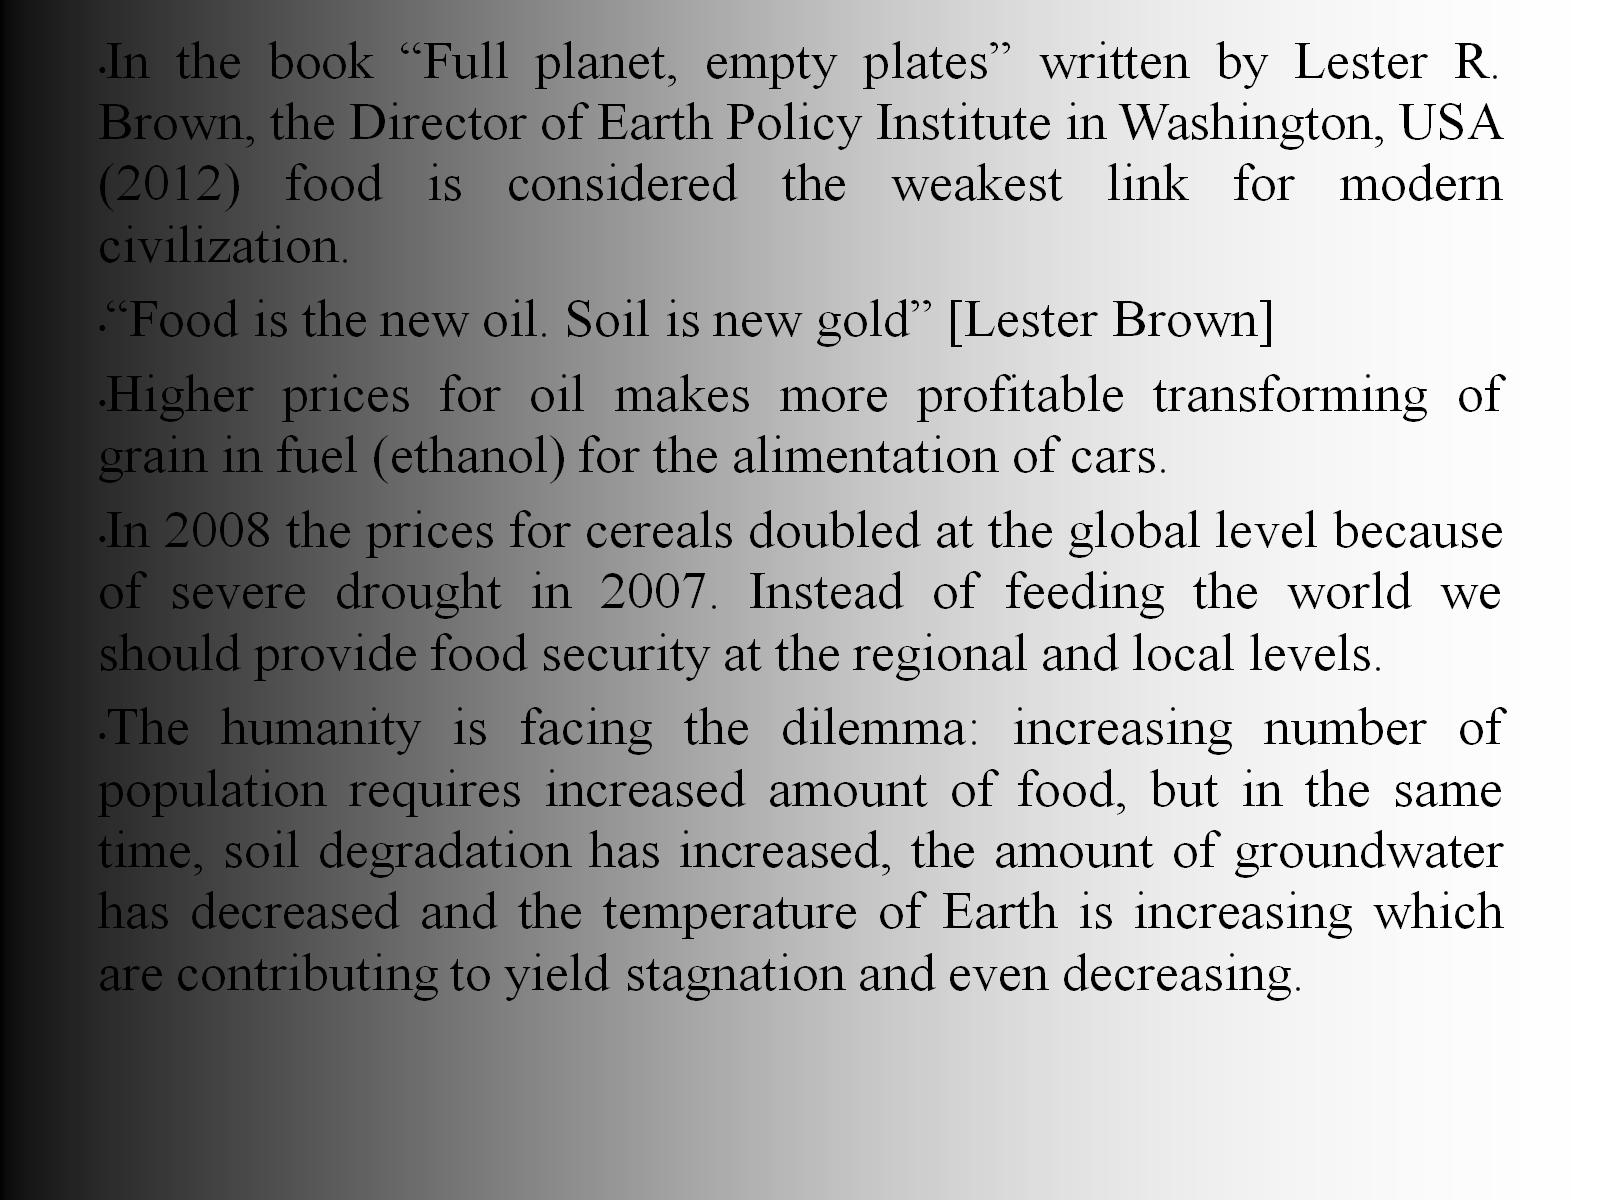 •In the book “Full planet, empty plates” written by Lester R.
Brown, the Director of Earth Policy Institute in Washington, USA
(2012) food is considered the weakest link for modern
civilization.
•“Food is the new oil. Soil is new gold” [Lester Brown]
•Higher prices for oil makes more profitable transforming of
grain in fuel (ethanol) for the alimentation of cars.
•In 2008 the prices for cereals doubled at the global level because
of severe drought in 2007. Instead of feeding the world we
should provide food security at the regional and local levels.
•The humanity is facing the dilemma: increasing number of
population requires increased amount of food, but in the same
time, soil degradation has increased, the amount of groundwater
has decreased and the temperature of Earth is increasing which
are contributing to yield stagnation and even decreasing.